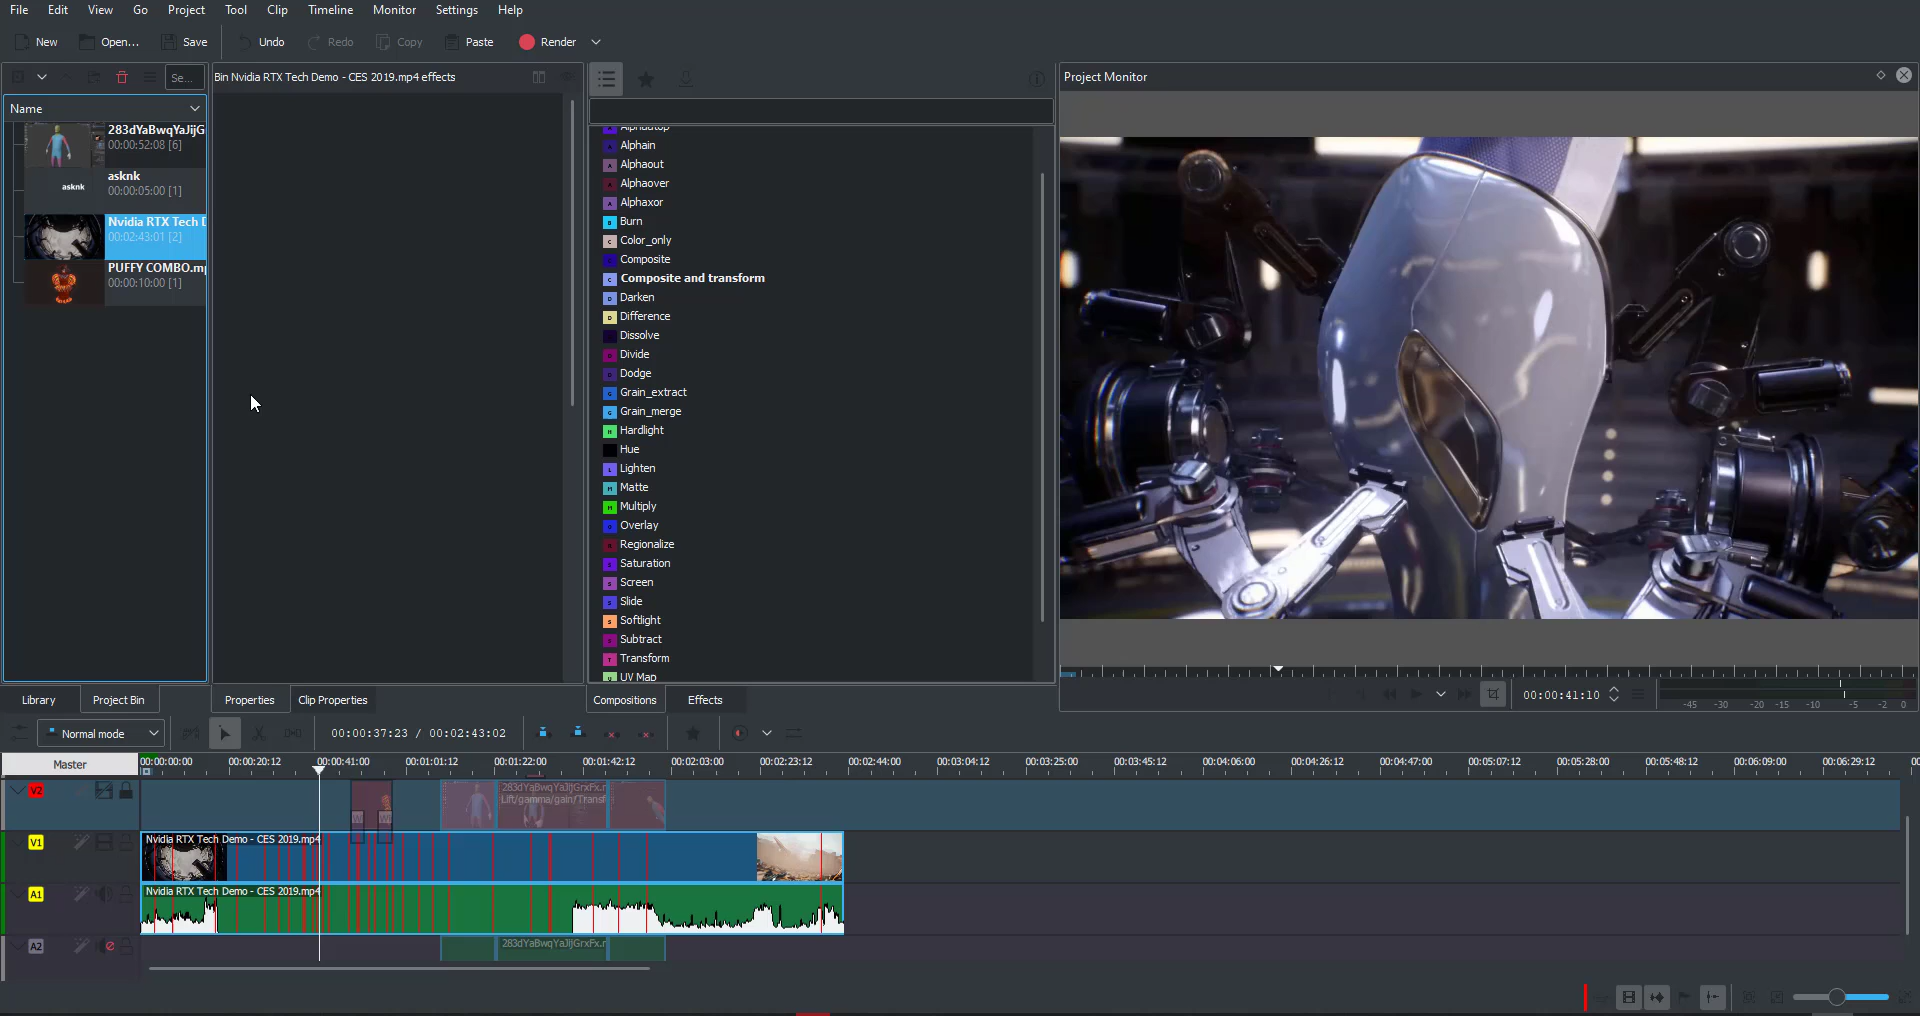 File Edit View Go Project Tool Clip Timeline Monitor Settings Help
New Open... Save Undo Redo Copy Paste Render
Se...
Bin Nvidia RTX Tech Demo - CES 2019.mp4 effects
Project Monitor
Name
283dYaBwqYaJijG
00:00:52:08 [6]
asknk
asknk
00:00:05:00 [1]
Nvidia RTX Tech D
00:02:43:01 [2]
PUFFY COMBO.mp
00:00:10:00 [1]
Alphaatop
Alphain
Alphaout
Alphaover
Alphaxor
Burn
Color_only
Composite
Composite and transform
Darken
Difference
Dissolve
Divide
Dodge
Grain_extract
Grain_merge
Hardlight
Hue
Lighten
Matte
Multiply
Overlay
Regionalize
Saturation
Screen
Slide
Softlight
Subtract
Transform
UV Map
Library Project Bin Properties Clip Properties Compositions Effects
00:00:41:10
-45 -30 -20 -15 -10 -5 -2 0
Normal mode 00:00:37:23 / 00:02:43:02
Master
00:00:00:00 00:00:20:12 00:00:41:00 00:01:01:12 00:01:22:00 00:01:42:12 00:02:03:00 00:02:23:12 00:02:44:00 00:03:04:12 00:03:25:00 00:03:45:12 00:04:06:00 00:04:26:12 00:04:47:00 00:05:07:12 00:05:28:00 00:05:48:12 00:06:09:00 00:06:29:12 00
V2
283dYaBwqYaJijGrxFx.
Lift/gamma/gain/Transf
V1
Nvidia RTX Tech Demo - CES 2019.mp4
A1
Nvidia RTX Tech Demo - CES 2019.mp4
A2
283dYaBwqYaJijGrxFx.r